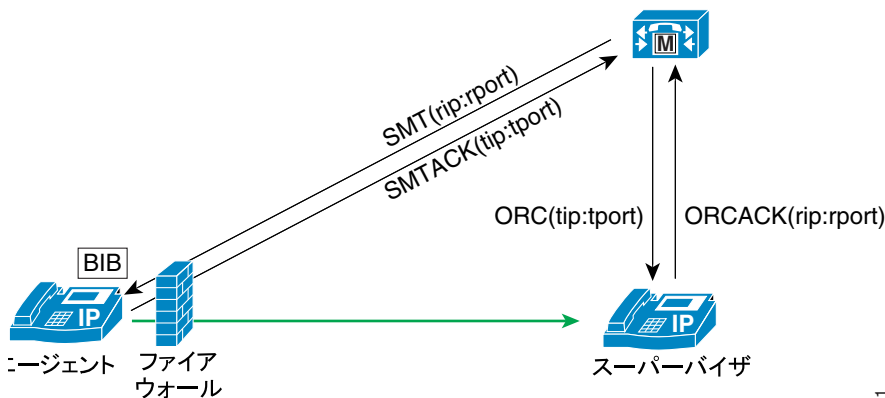 M
SMT(rip:rport)
SMTACK(tip:tport)
ORC(tip:tport)
ORCACK(rip:rport)
BIB
IP
IP
ージェント
ファイア
ウォール
スーパーバイザ